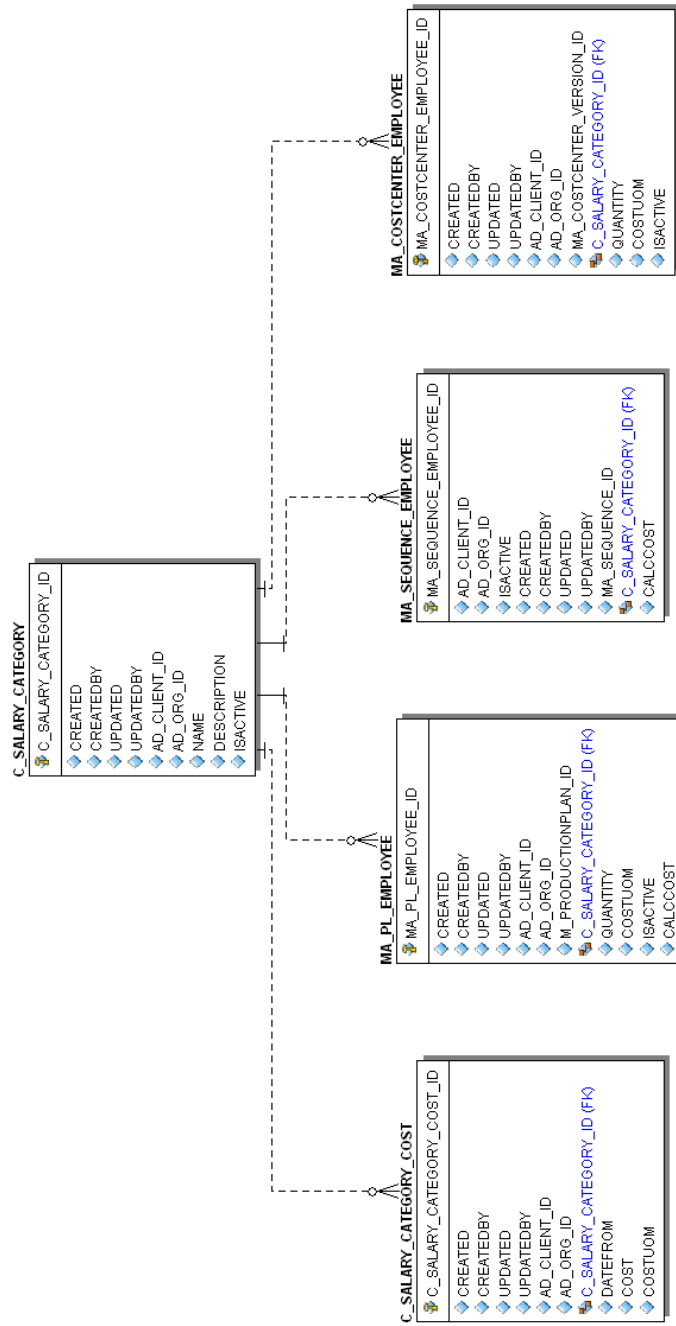 C_SALARY_CATEGORY
C_SALARY_CATEGORY_ID
CREATED
CREATEDBY
UPDATED
UPDATEDBY
AD_CLIENT_ID
AD_ORG_ID
NAME
DESCRIPTION
ISACTIVE
C_SALARY_CATEGORY_COST
C_SALARY_CATEGORY_COST_ID
CREATED
CREATEDBY
UPDATED
UPDATEDBY
AD_CLIENT_ID
AD_ORG_ID
C_SALARY_CATEGORY_ID (FK)
DATEFROM
COST
COSTUOM
MA_PL_EMPLOYEE
MA_PL_EMPLOYEE_ID
CREATED
CREATEDBY
UPDATED
UPDATEDBY
AD_CLIENT_ID
AD_ORG_ID
M_PRODUCTIONPLAN_ID
C_SALARY_CATEGORY_ID (FK)
QUANTITY
COSTUOM
ISACTIVE
CALCCOST
MA_SEQUENCE_EMPLOYEE
MA_SEQUENCE_EMPLOYEE_ID
AD_CLIENT_ID
AD_ORG_ID
ISACTIVE
CREATED
CREATEDBY
UPDATED
UPDATEDBY
MA_SEQUENCE_ID
C_SALARY_CATEGORY_ID (FK)
CALCCOST
MA_COSTCENTER_EMPLOYEE
MA_COSTCENTER_EMPLOYEE_ID
CREATED
CREATEDBY
UPDATED
UPDATEDBY
AD_CLIENT_ID
AD_ORG_ID
MA_COSTCENTER_VERSION_ID
C_SALARY_CATEGORY_ID (FK)
QUANTITY
COSTUOM
ISACTIVE